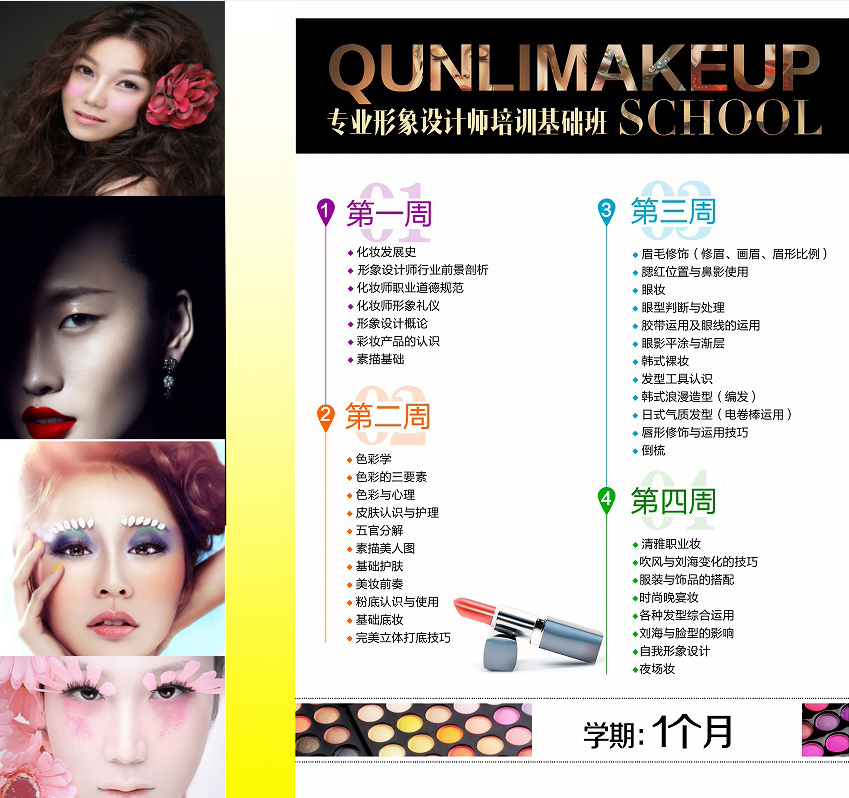 QUNLIMAKEUP
专业形象设计师培训基础班 SCHOOL
01
1 第一周
化妆发展史
形象设计师行业前景剖析
化妆师职业道德规范
化妆师形象礼仪
形象设计概论
彩妆产品的认识
素描基础
02
2 第二周
色彩学
色彩的三要素
色彩与心理
皮肤认识与护理
五官分解
素描美人图
基础护肤
美妆前奏
粉底认识与使用
基础底妆
完美立体打底技巧
03
3 第三周
眉毛修饰（修眉、画眉、眉形比例）
腮红位置与鼻影使用
眼妆
眼型判断与处理
胶带运用及眼线的运用
眼影平涂与渐层
韩式裸妆
发型工具认识
韩式浪漫造型（编发）
日式气质发型（电卷棒运用）
唇形修饰与运用技巧
倒梳
04
4 第四周
清雅职业妆
吹风与刘海变化的技巧
服装与饰品的搭配
时尚晚宴妆
各种发型综合运用
刘海与脸型的影响
自我形象设计
夜场妆
学期：1个月